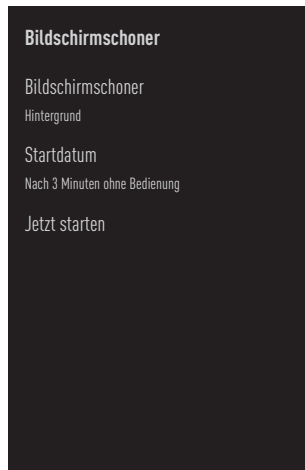 Bildschirmschoner
Bildschirmschoner
Hintergrund
Startdatum
Nach 3 Minuten ohne Bedienung
Jetzt starten